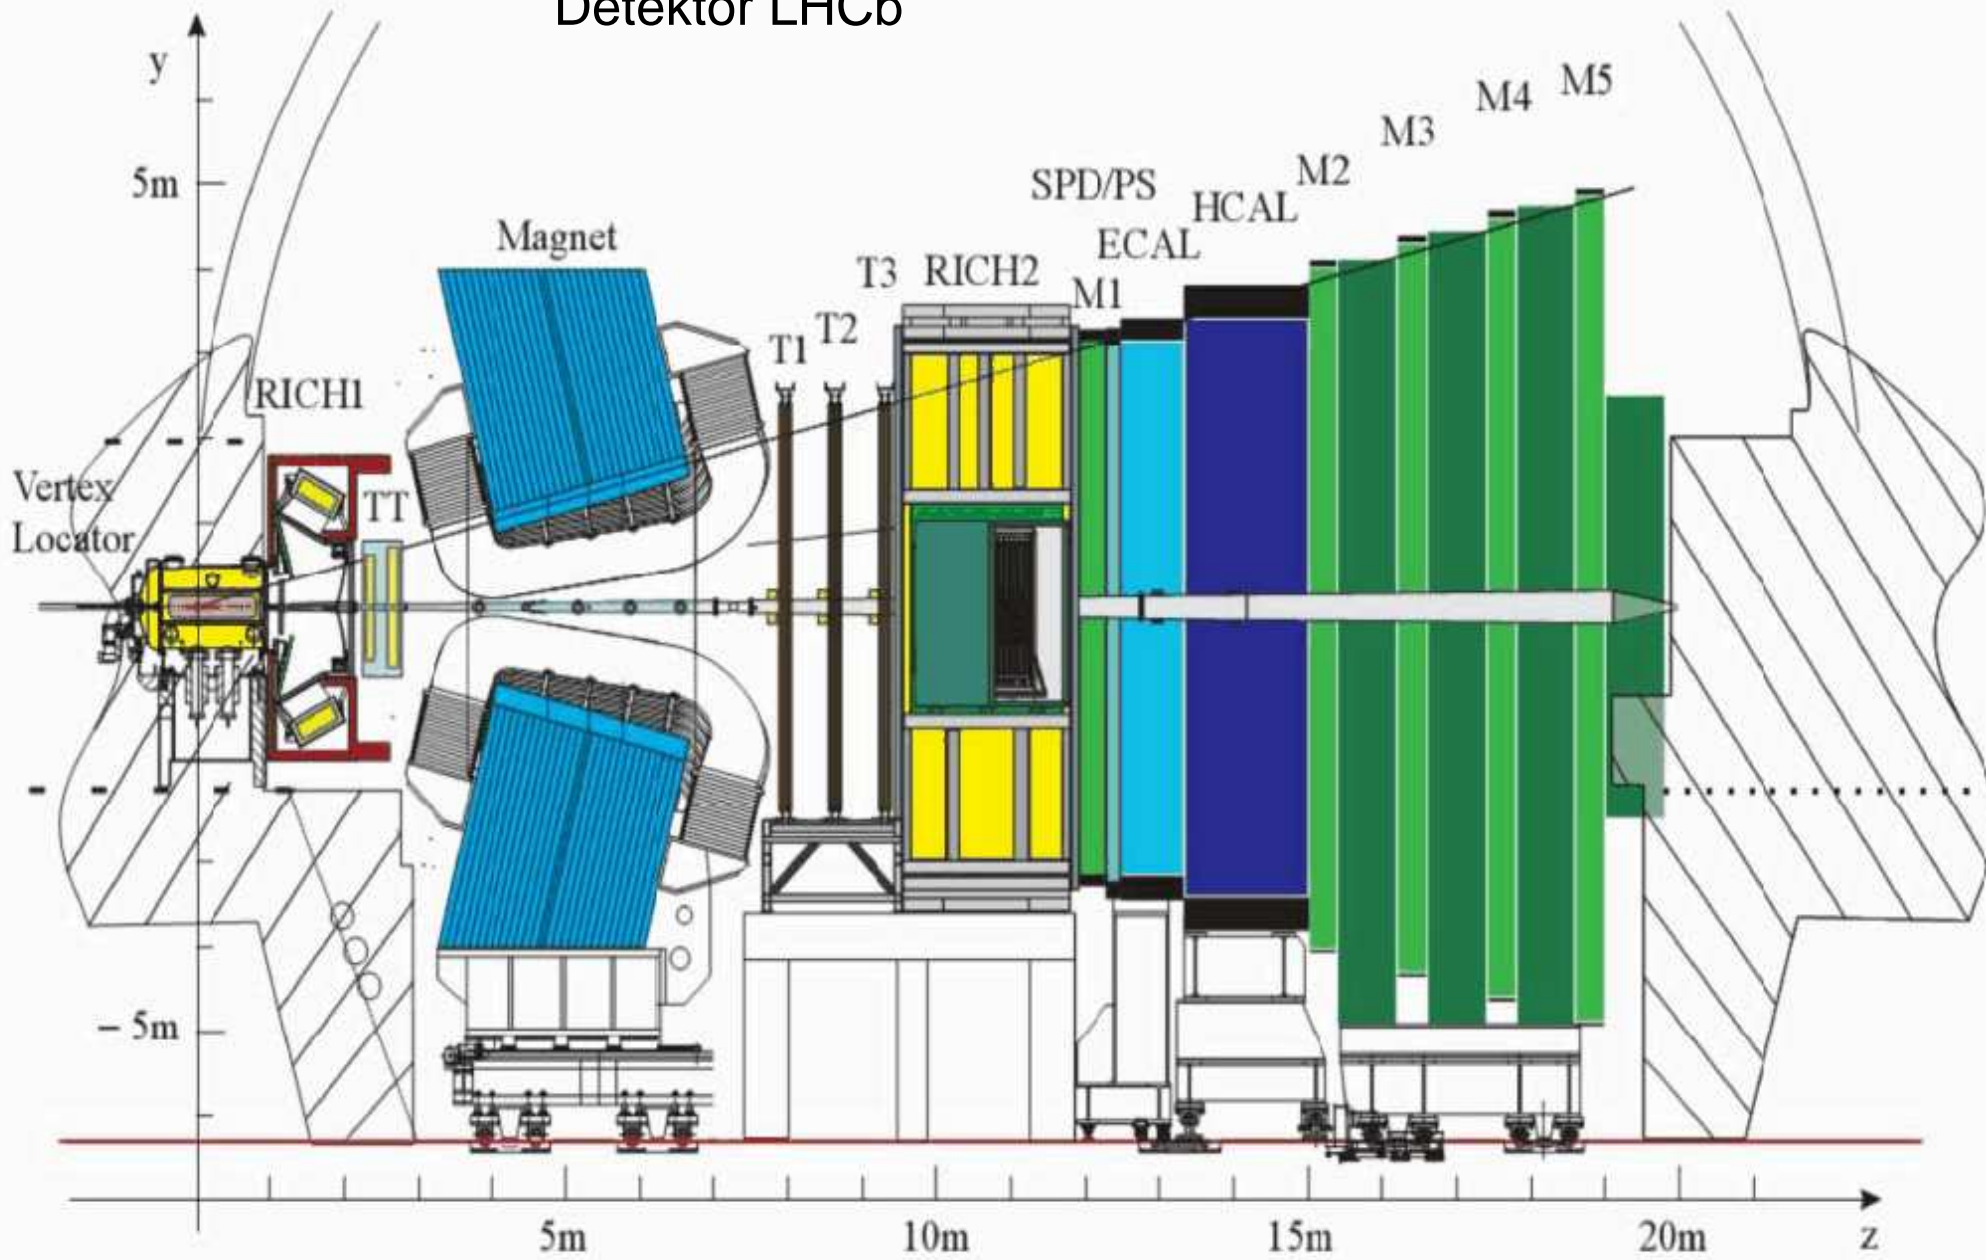 Detektor LHCb
y
5m
Magnet
RICH1
Vertex
Locator
TT
T1
T2
T3
RICH2
M1
SPD/PS
ECAL
HCAL
M2
M3
M4
M5
– 5m
5m
10m
15m
20m
z